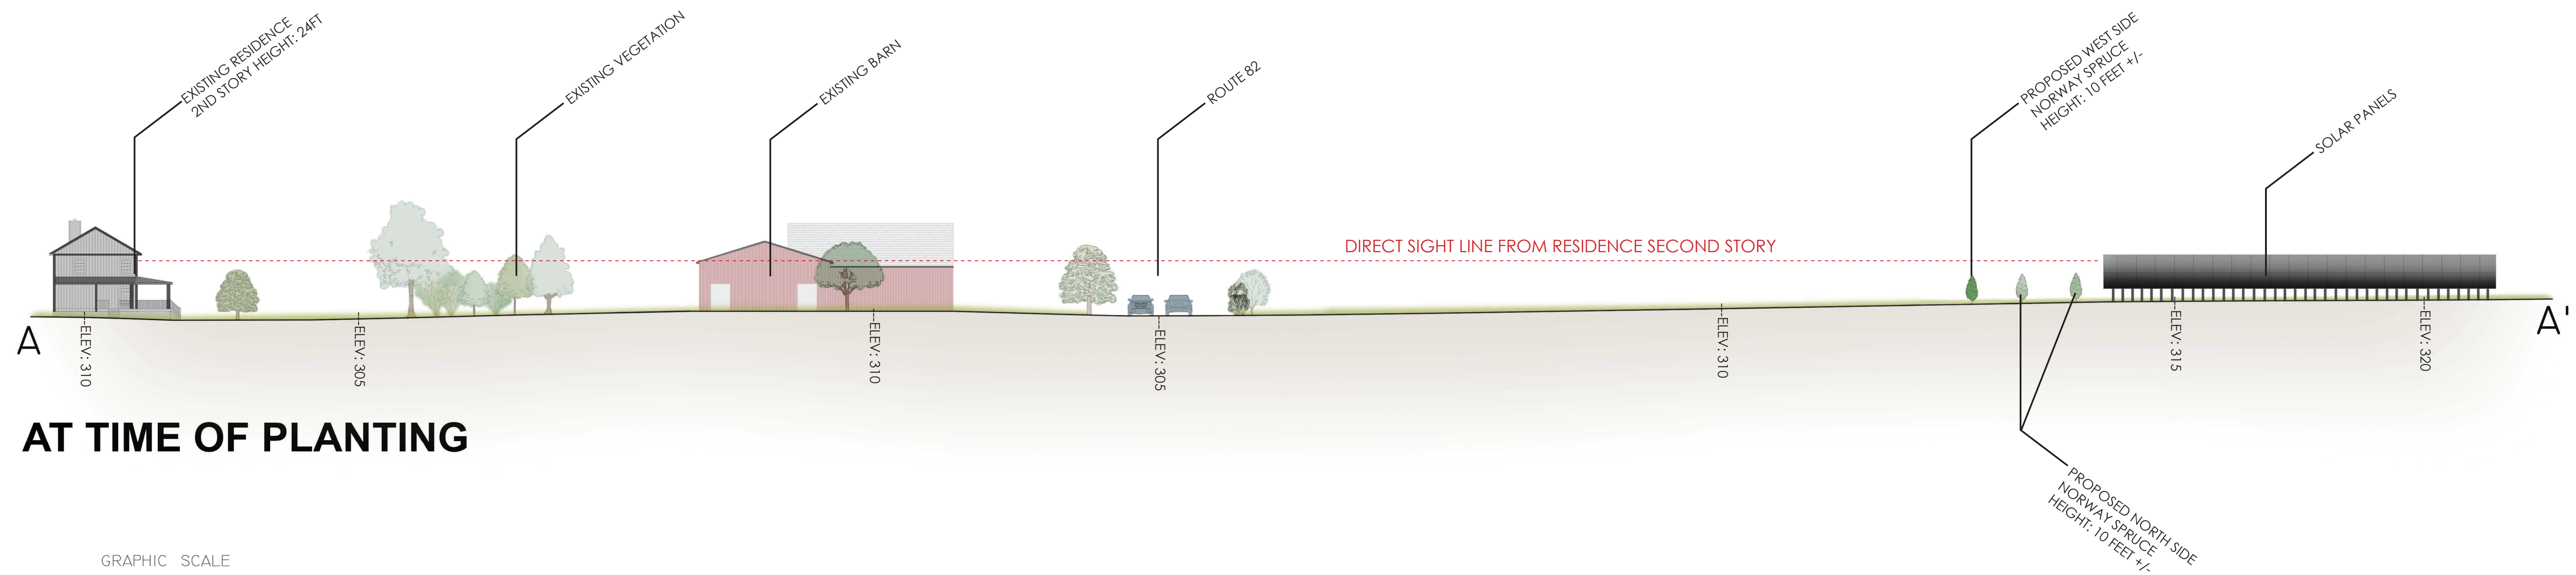 EXISTING RESIDENCE
2ND STORY HEIGHT: 24FT
EXISTING VEGETATION
EXISTING BARN
ROUTE 82
PROPOSED WEST SIDE
NORWAY SPRUCE
HEIGHT: 10 FEET +/-
SOLAR PANELS
DIRECT SIGHT LINE FROM RESIDENCE SECOND STORY
A
A'
ELEV: 310
ELEV: 305
ELEV: 310
ELEV: 305
ELEV: 310
ELEV: 315
ELEV: 320
AT TIME OF PLANTING
PROPOSED NORTH SIDE
NORWAY SPRUCE
HEIGHT: 10 FEET +/-
GRAPHIC SCALE